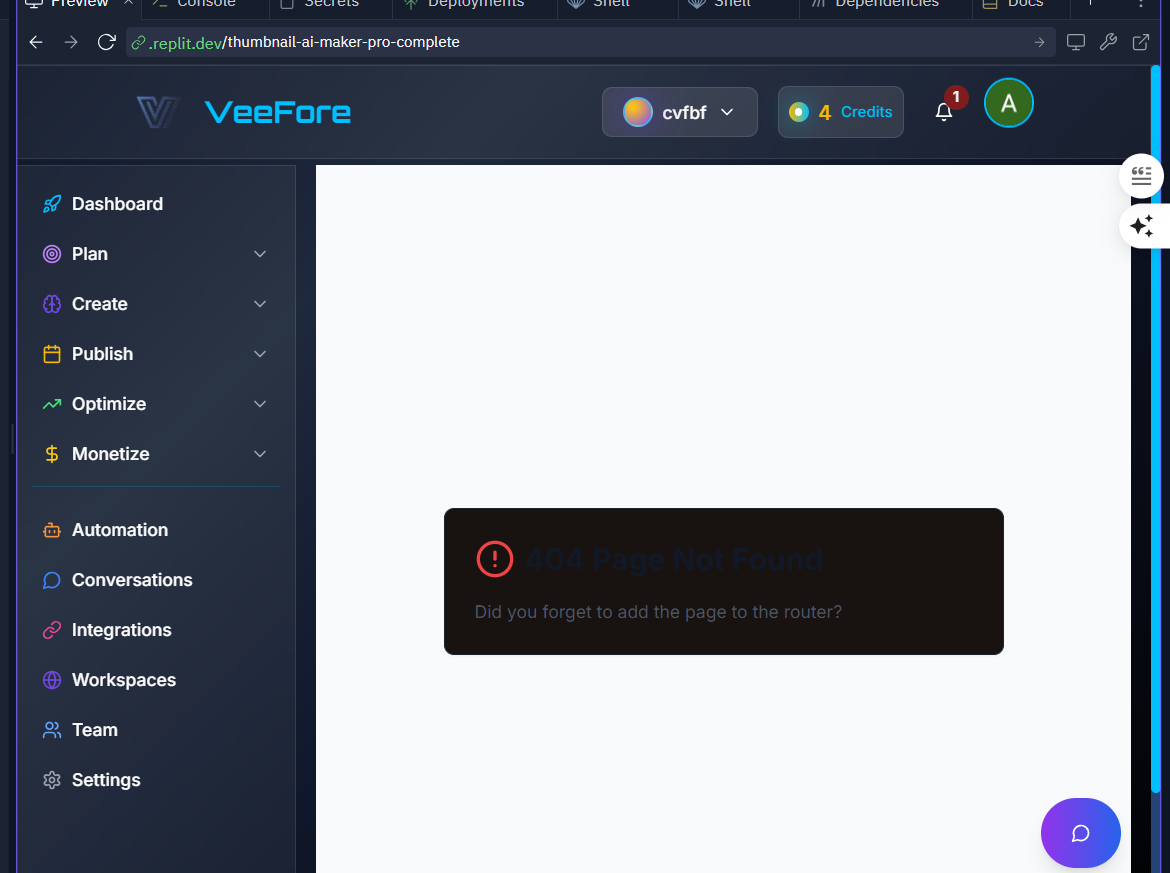 Preview
Console
Secrets
Deployments
Shell
Shell
Dependencies
Docs
.replit.dev/thumbnail-ai-maker-pro-complete
VeeFore
cvfbf
4 Credits
1
A
Dashboard
Plan
Create
Publish
Optimize
Monetize
Automation
Conversations
Integrations
Workspaces
Team
Settings
404 Page Not Found
Did you forget to add the page to the router?